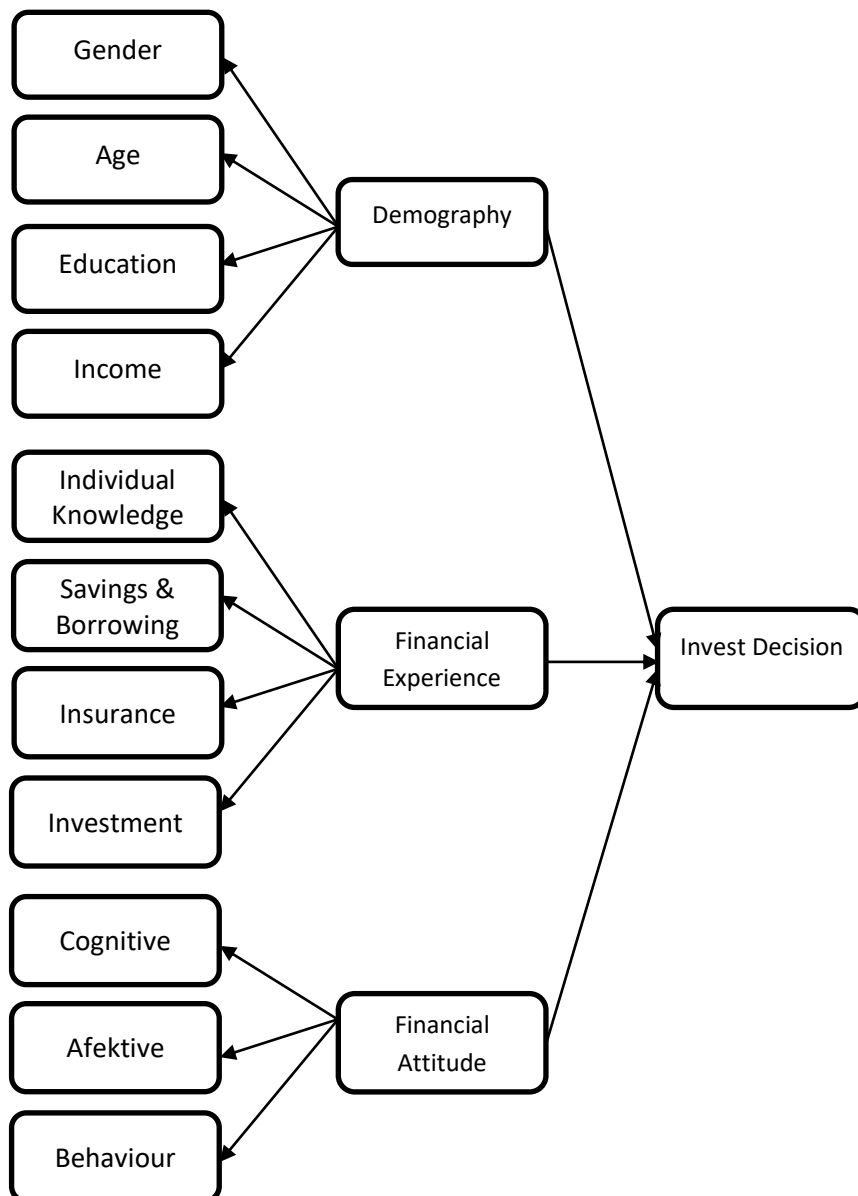 Gender
Age
Education
Income
Demography
Individual
Knowledge
Savings &
Borrowing
Insurance
Investment
Financial
Experience
Invest Decision
Cognitive
Afektive
Behaviour
Financial
Attitude